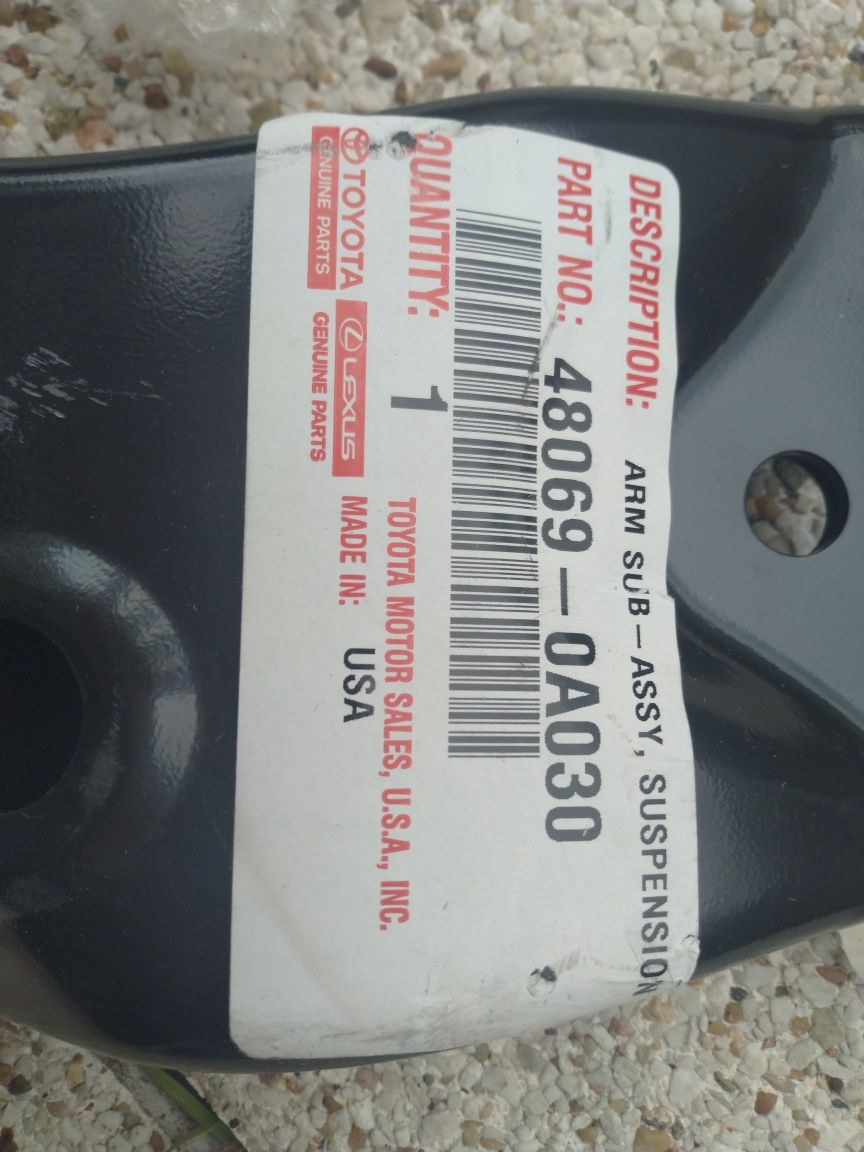 DESCRIPTION: ARM SUB-ASSY, SUSPENSION
PART NO.: 48069-0A030
QUANTITY: 1
TOYOTA MOTOR SALES, U.S.A., INC.
TOYOTA LEXUS MADE IN: USA
GENUINE PARTS GENUINE PARTS